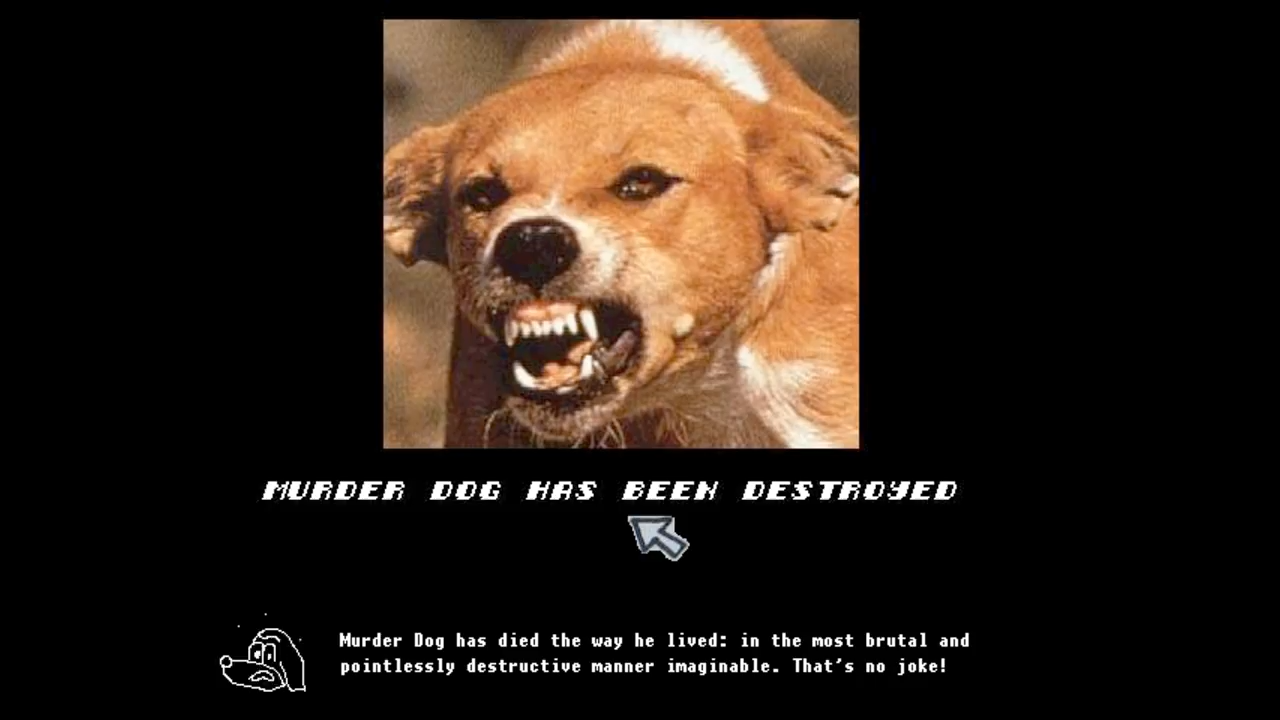 MURDER DOG HAS BEEN DESTROYED
Murder Dog has died the way he lived: in the most brutal and
pointlessly destructive manner imaginable. That's no joke!